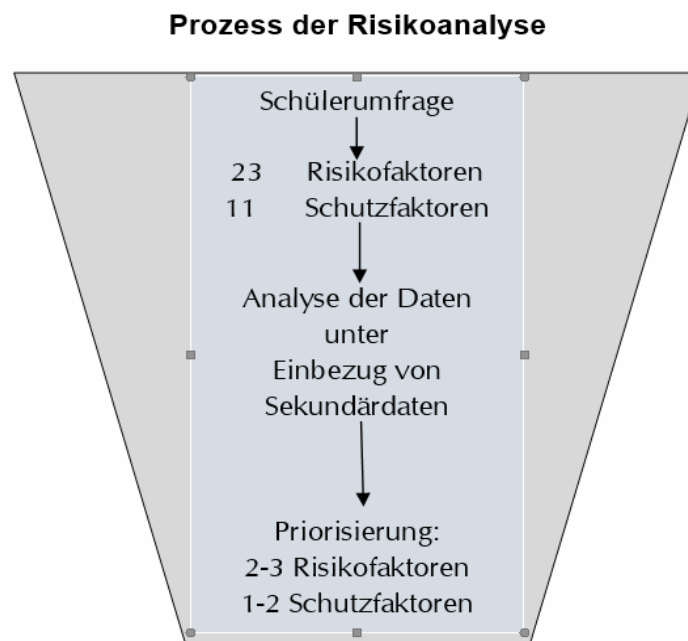 Prozess der Risikoanalyse
Schülerumfrage
23 Risikofaktoren
11 Schutzfaktoren
Analyse der Daten
unter
Einbezug von
Sekundärdaten
Priorisierung:
2-3 Risikofaktoren
1-2 Schutzfaktoren